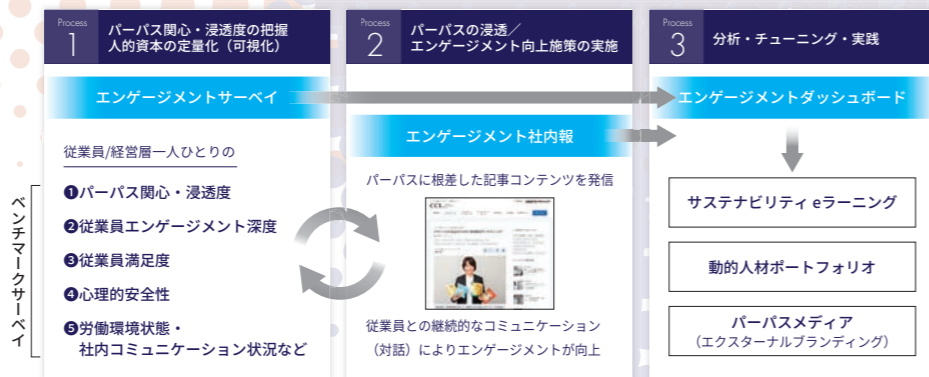 Process
1
パーパス関心・浸透度の把握
人的資本の定量化（可視化）
エンゲージメントサーベイ
従業員/経営層一人ひとりの
ベンチマークサーベイ
❶パーパス関心・浸透度
❷従業員エンゲージメント深度
❸従業員満足度
❹心理的安全性
❺労働環境状態・
社内コミュニケーション状況など
Process
2
パーパスの浸透／
エンゲージメント向上施策の実施
エンゲージメント社内報
パーパスに根差した記事コンテンツを発信
従業員との継続的なコミュニケーション
（対話）によりエンゲージメントが向上
Process
3
分析・チューニング・実践
エンゲージメントダッシュボード
サステナビリティ eラーニング
動的人材ポートフォリオ
パーパスメディア
（エクスターナルブランディング）